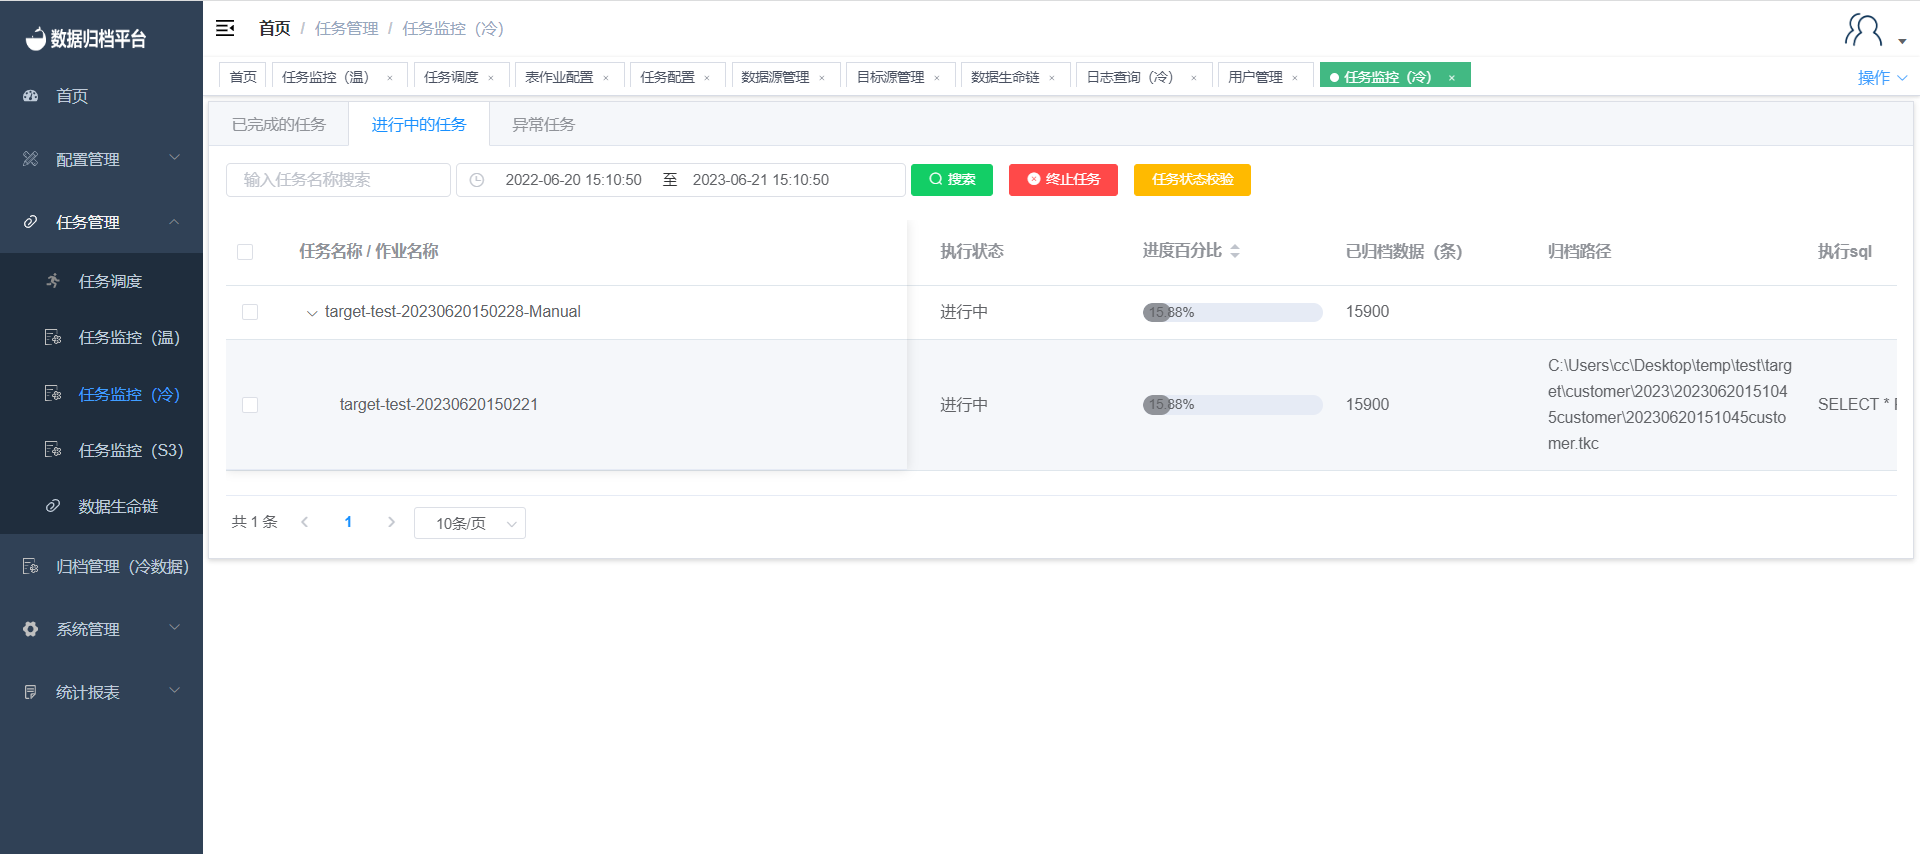 数据归档平台
首页
配置管理
任务管理
任务调度
任务监控（温）
任务监控（冷）
任务监控（S3）
数据生命链
归档管理（冷数据）
系统管理
统计报表
首页 / 任务管理 / 任务监控（冷）
首页 任务监控（温） × 任务调度 × 表作业配置 × 任务配置 × 数据源管理 × 目标源管理 × 数据生命链 × 日志查询（冷） × 用户管理 × 任务监控（冷） × 操作
已完成的任务 进行中的任务 异常任务
输入任务名称搜索 2022-06-20 15:10:50 至 2023-06-21 15:10:50 搜索 终止任务 任务状态校验
任务名称 / 作业名称 执行状态 进度百分比 已归档数据（条） 归档路径 执行sql
target-test-20230620150228-Manual 进行中 15.88% 15900
target-test-20230620150221 进行中 15.88% 15900
C:\Users\cc\Desktop\temp\test\targ
et\customer\2023\2023062015104
5customer\20230620151045custo
mer.tkc
SELECT *
共 1 条 1 10条/页